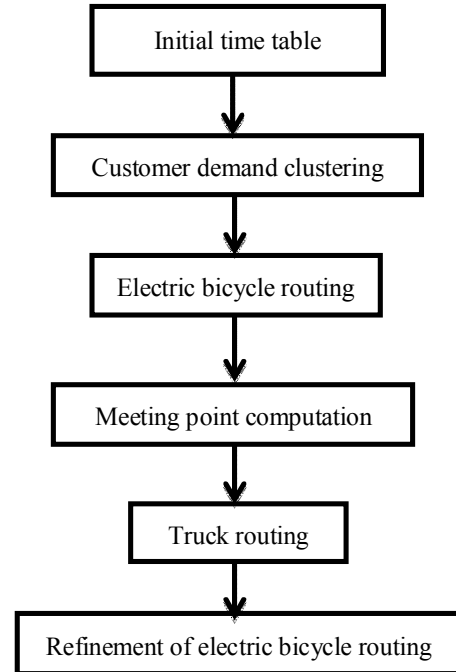 Initial time table
Customer demand clustering
Electric bicycle routing
Meeting point computation
Truck routing
Refinement of electric bicycle routing